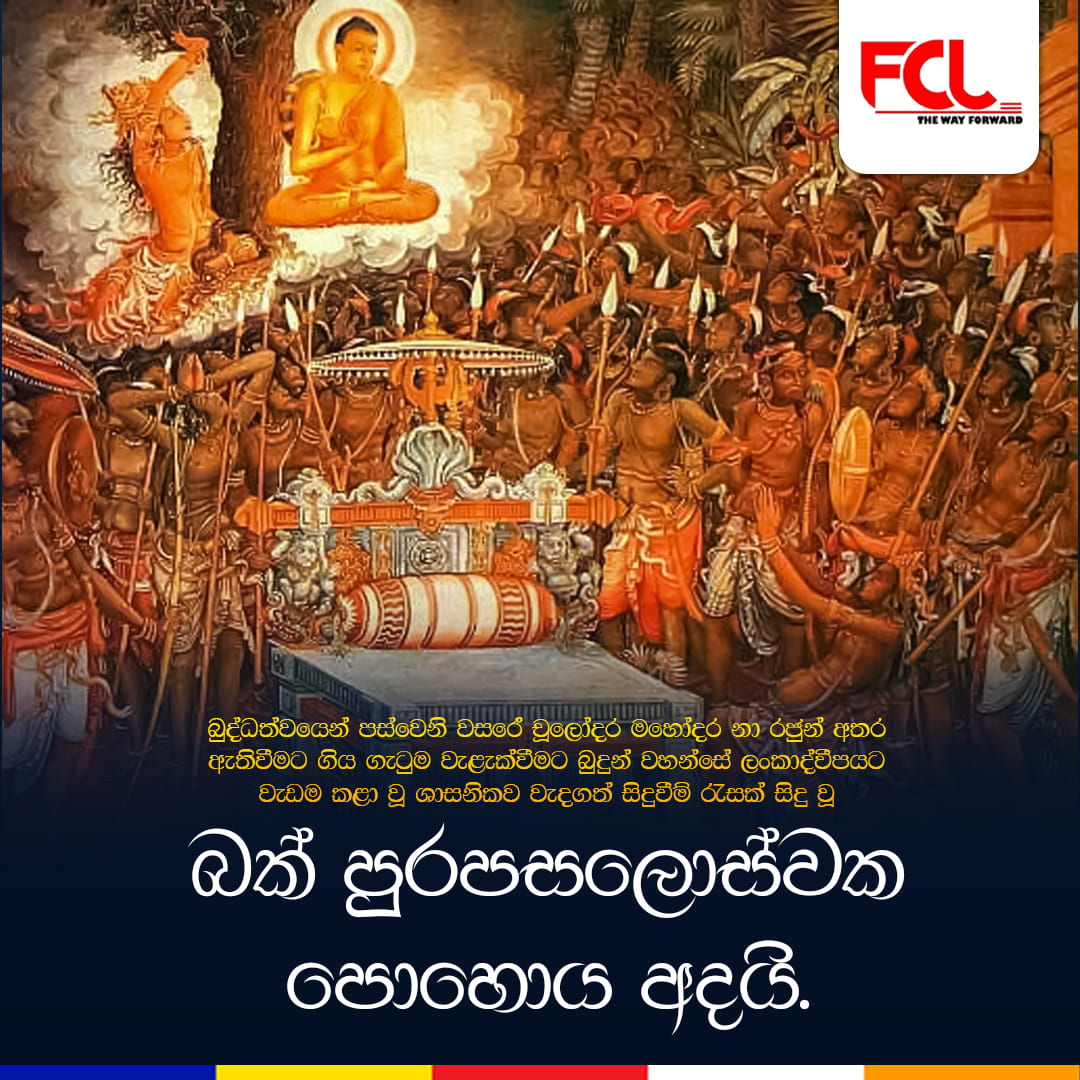 FCL
THE WAY FORWARD
බුද්ධත්වයෙන් පස්වෙනි වසරේ චූලෝදර මහෝදර නා රජුන් අතර
ඇතිවීමට ගිය ගැටුම වැළැක්වීමට බුදුන් වහන්සේ ලංකාද්වීපයට
වැඩම කළා වූ ශාසනිකව වැදගත් සිදුවීම් රැසක් සිදු වූ
බක් පුරපසලොස්වක
පොහොය අදයි.